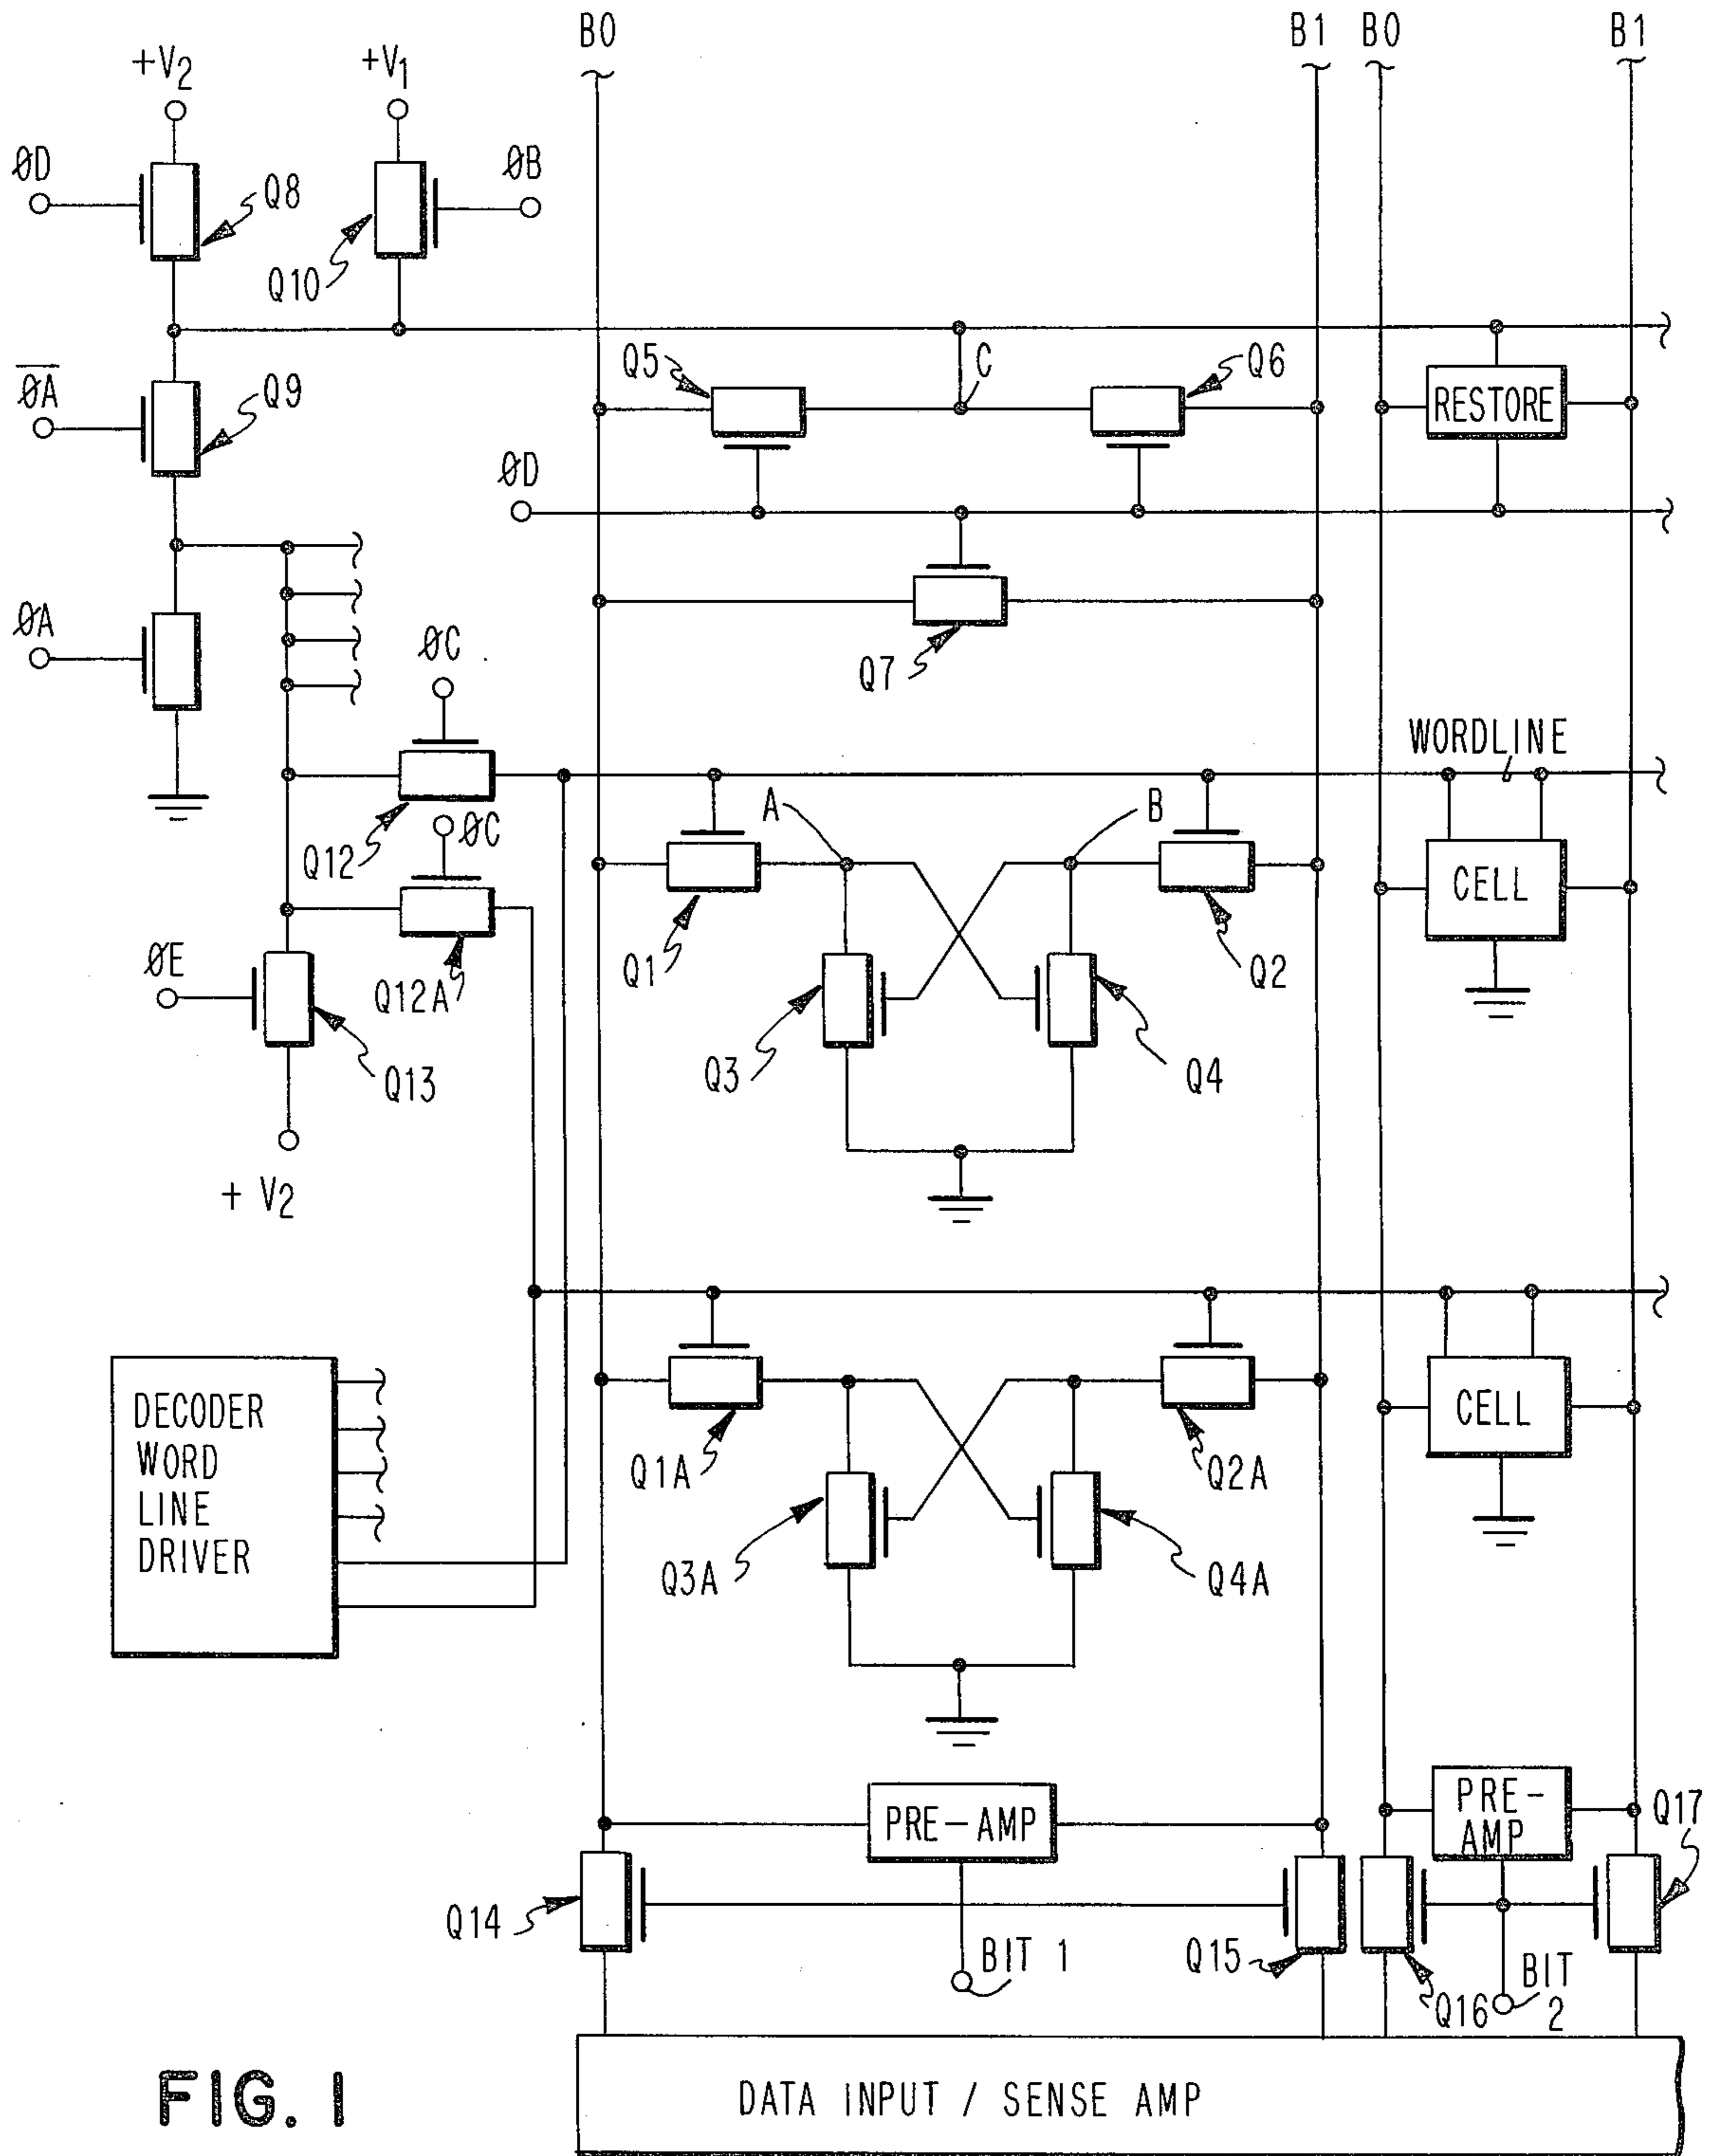 B0
B1
B0
B1
+V2
+V1
ØD
Q8
Q10
ØB
Q5
C
Q6
RESTORE
Q9
ØA
ØD
ØA
Q7
ØC
WORDLINE
Q12
ØC
A
B
CELL
Q1
Q2
ØE
Q12A
Q13
Q3
Q4
+ V2
DECODER
WORD
LINE
DRIVER
Q1A
Q2A
CELL
Q3A
Q4A
PRE-AMP
PRE-
AMP
Q17
Q14
BIT 1
Q15
Q16
BIT
2
DATA INPUT / SENSE AMP
FIG. 1